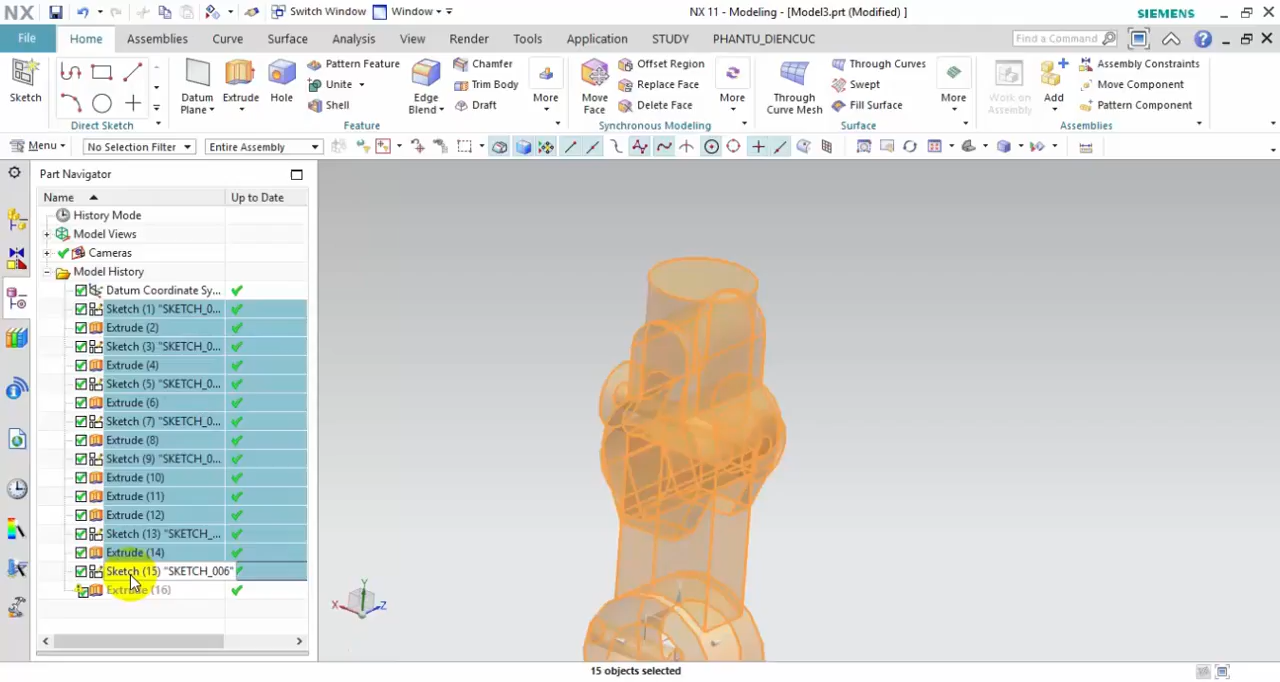 NX Switch Window Window NX 11 - Modeling - [Model3.prt (Modified) ] SIEMENS
File Home Assemblies Curve Surface Analysis View Render Tools Application STUDY PHANTU_DIENCUC Find a Command
Pattern Feature Chamfer Offset Region Through Curves Assembly Constraints
Unite Trim Body Replace Face Swept Move Component
Sketch Datum Plane Extrude Hole Shell Edge Blend Draft More Move Face Delete Face More Through Curve Mesh Fill Surface More Work on Assembly Add Pattern Component
Direct Sketch Feature Synchronous Modeling Surface Assemblies
Menu No Selection Filter Entire Assembly
Part Navigator
Name Up to Date
History Mode
Model Views
Cameras
Model History
Datum Coordinate Sy...
Sketch (1) "SKETCH_0...
Extrude (2)
Sketch (3) "SKETCH_0...
Extrude (4)
Sketch (5) "SKETCH_0...
Extrude (6)
Sketch (7) "SKETCH_0...
Extrude (8)
Sketch (9) "SKETCH_0...
Extrude (10)
Extrude (11)
Extrude (12)
Sketch (13) "SKETCH_...
Extrude (14)
Sketch (15) "SKETCH_006"
Extrude (16)
Y
X Z
15 objects selected